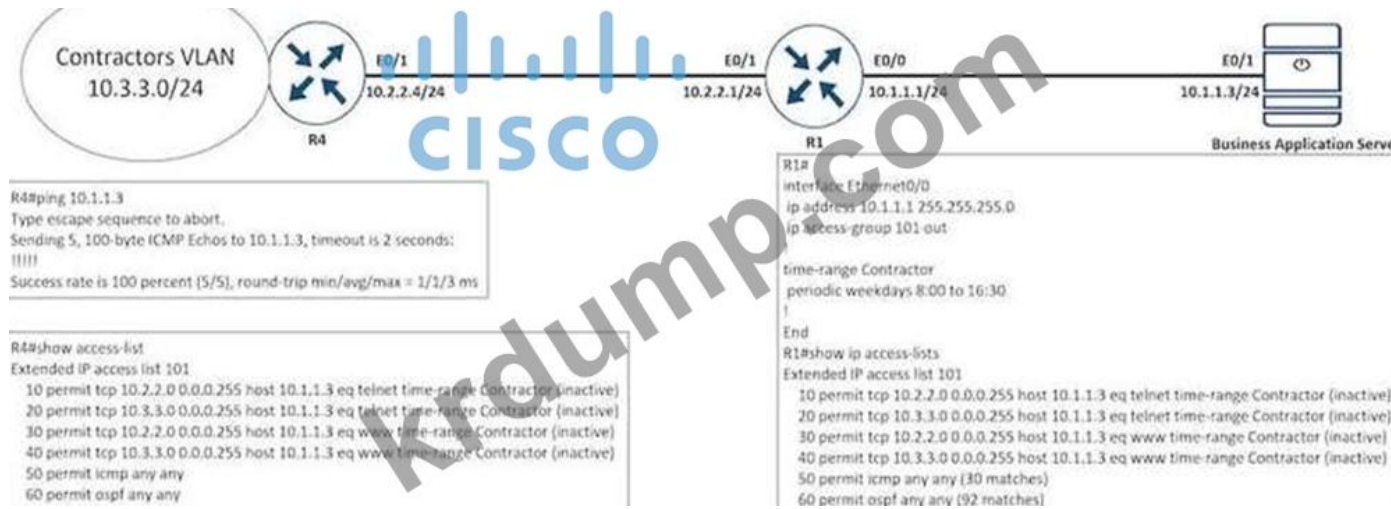 Contractors VLAN
10.3.3.0/24
E0/1
10.2.2.4/24
R4
CISCO
E0/1
10.2.2.1/24
R1
E0/0
10.1.1.1/24
E0/1
10.1.1.3/24
Business Application Serve
R4#ping 10.1.1.3
Type escape sequence to abort.
Sending 5, 100-byte ICMP Echos to 10.1.1.3, timeout is 2 seconds:
!!!!!
Success rate is 100 percent (5/5), round-trip min/avg/max = 1/1/3 ms
R4#show access-list
Extended IP access list 101
10 permit tcp 10.2.2.0 0.0.0.255 host 10.1.1.3 eq telnet time-range Contractor (inactive)
20 permit tcp 10.3.3.0 0.0.0.255 host 10.1.1.3 eq telnet time-range Contractor (inactive)
30 permit tcp 10.2.2.0 0.0.0.255 host 10.1.1.3 eq www time-range Contractor (inactive)
40 permit tcp 10.3.3.0 0.0.0.255 host 10.1.1.3 eq www time-range Contractor (inactive)
50 permit icmp any any
60 permit ospf any any
R1#
interface Ethernet0/0
ip address 10.1.1.1 255.255.255.0
ip access-group 101 out
!
time-range Contractor
periodic weekdays 8:00 to 16:30
!
End
R1#show ip access-lists
Extended IP access list 101
10 permit tcp 10.2.2.0 0.0.0.255 host 10.1.1.3 eq telnet time-range Contractor (inactive)
20 permit tcp 10.3.3.0 0.0.0.255 host 10.1.1.3 eq telnet time-range Contractor (inactive)
30 permit tcp 10.2.2.0 0.0.0.255 host 10.1.1.3 eq www time-range Contractor (inactive)
40 permit tcp 10.3.3.0 0.0.0.255 host 10.1.1.3 eq www time-range Contractor (inactive)
50 permit icmp any any (30 matches)
60 permit ospf any any (92 matches)
krdump.com